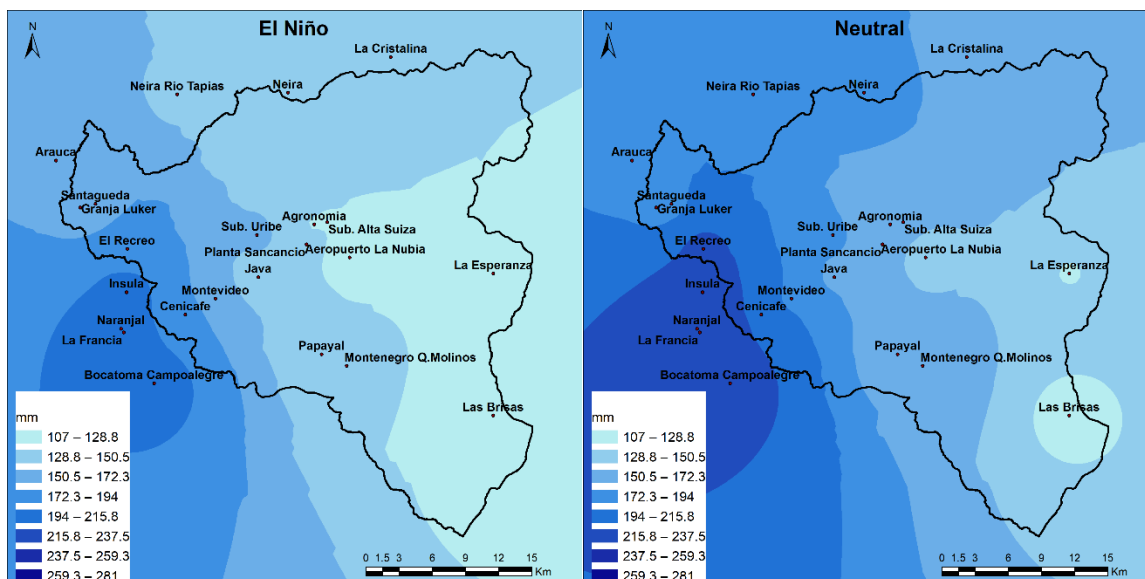 El Niño
N
La Cristalina
Neira Rio Tapias
Neira
Arauca
Santagueda
Granja Luker
Agronomia
Sub. Uribe
Sub. Alta Suiza
El Recreo
Planta Sancancio
Aeropuerto La Nubia
Java
La Esperanza
Insula
Montevideo
Cenicafe
Naranjal
La Francia
Papayal
Montenegro Q.Molinos
Bocatoma Campoalegre
Las Brisas
mm
107 – 128.8
128.8 – 150.5
150.5 – 172.3
172.3 – 194
194 – 215.8
215.8 – 237.5
237.5 – 259.3
259.3 – 281
0 1.5 3 6 9 12 15
Km
Neutral
N
La Cristalina
Neira Rio Tapias
Neira
Arauca
Santagueda
Granja Luker
Agronomia
Sub. Uribe
Sub. Alta Suiza
El Recreo
Planta Sancancio
Aeropuerto La Nubia
Java
La Esperanza
Insula
Montevideo
Cenicafe
Naranjal
La Francia
Papayal
Montenegro Q.Molinos
Bocatoma Campoalegre
Las Brisas
mm
107 – 128.8
128.8 – 150.5
150.5 – 172.3
172.3 – 194
194 – 215.8
215.8 – 237.5
237.5 – 259.3
259.3 – 281
0 1.5 3 6 9 12 15
Km